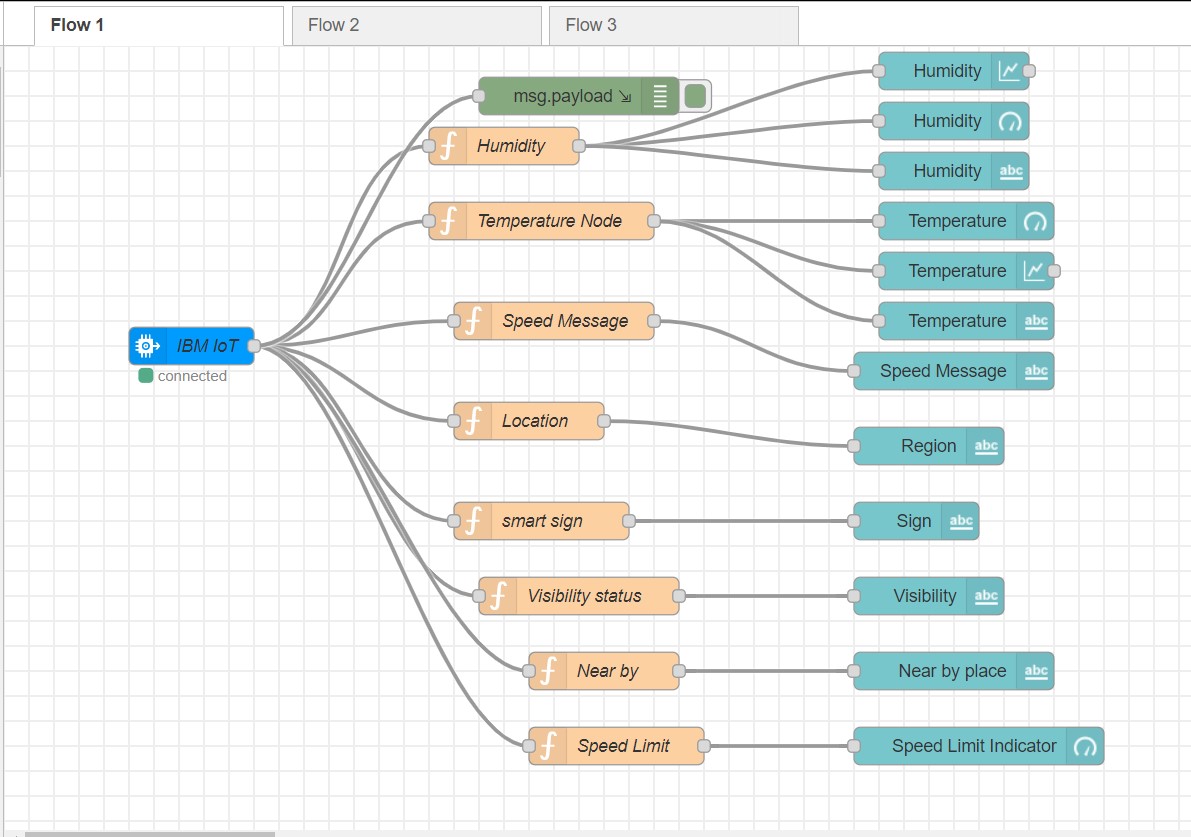 Flow 1
Flow 2
Flow 3
msg.payload
Humidity
Humidity
Humidity
Humidity
abc
Temperature Node
Temperature
Temperature
Speed Message
Temperature
abc
IBM IoT
connected
Speed Message
abc
Location
Region
abc
smart sign
Sign
abc
Visibility status
Visibility
abc
Near by
Near by place
abc
Speed Limit
Speed Limit Indicator